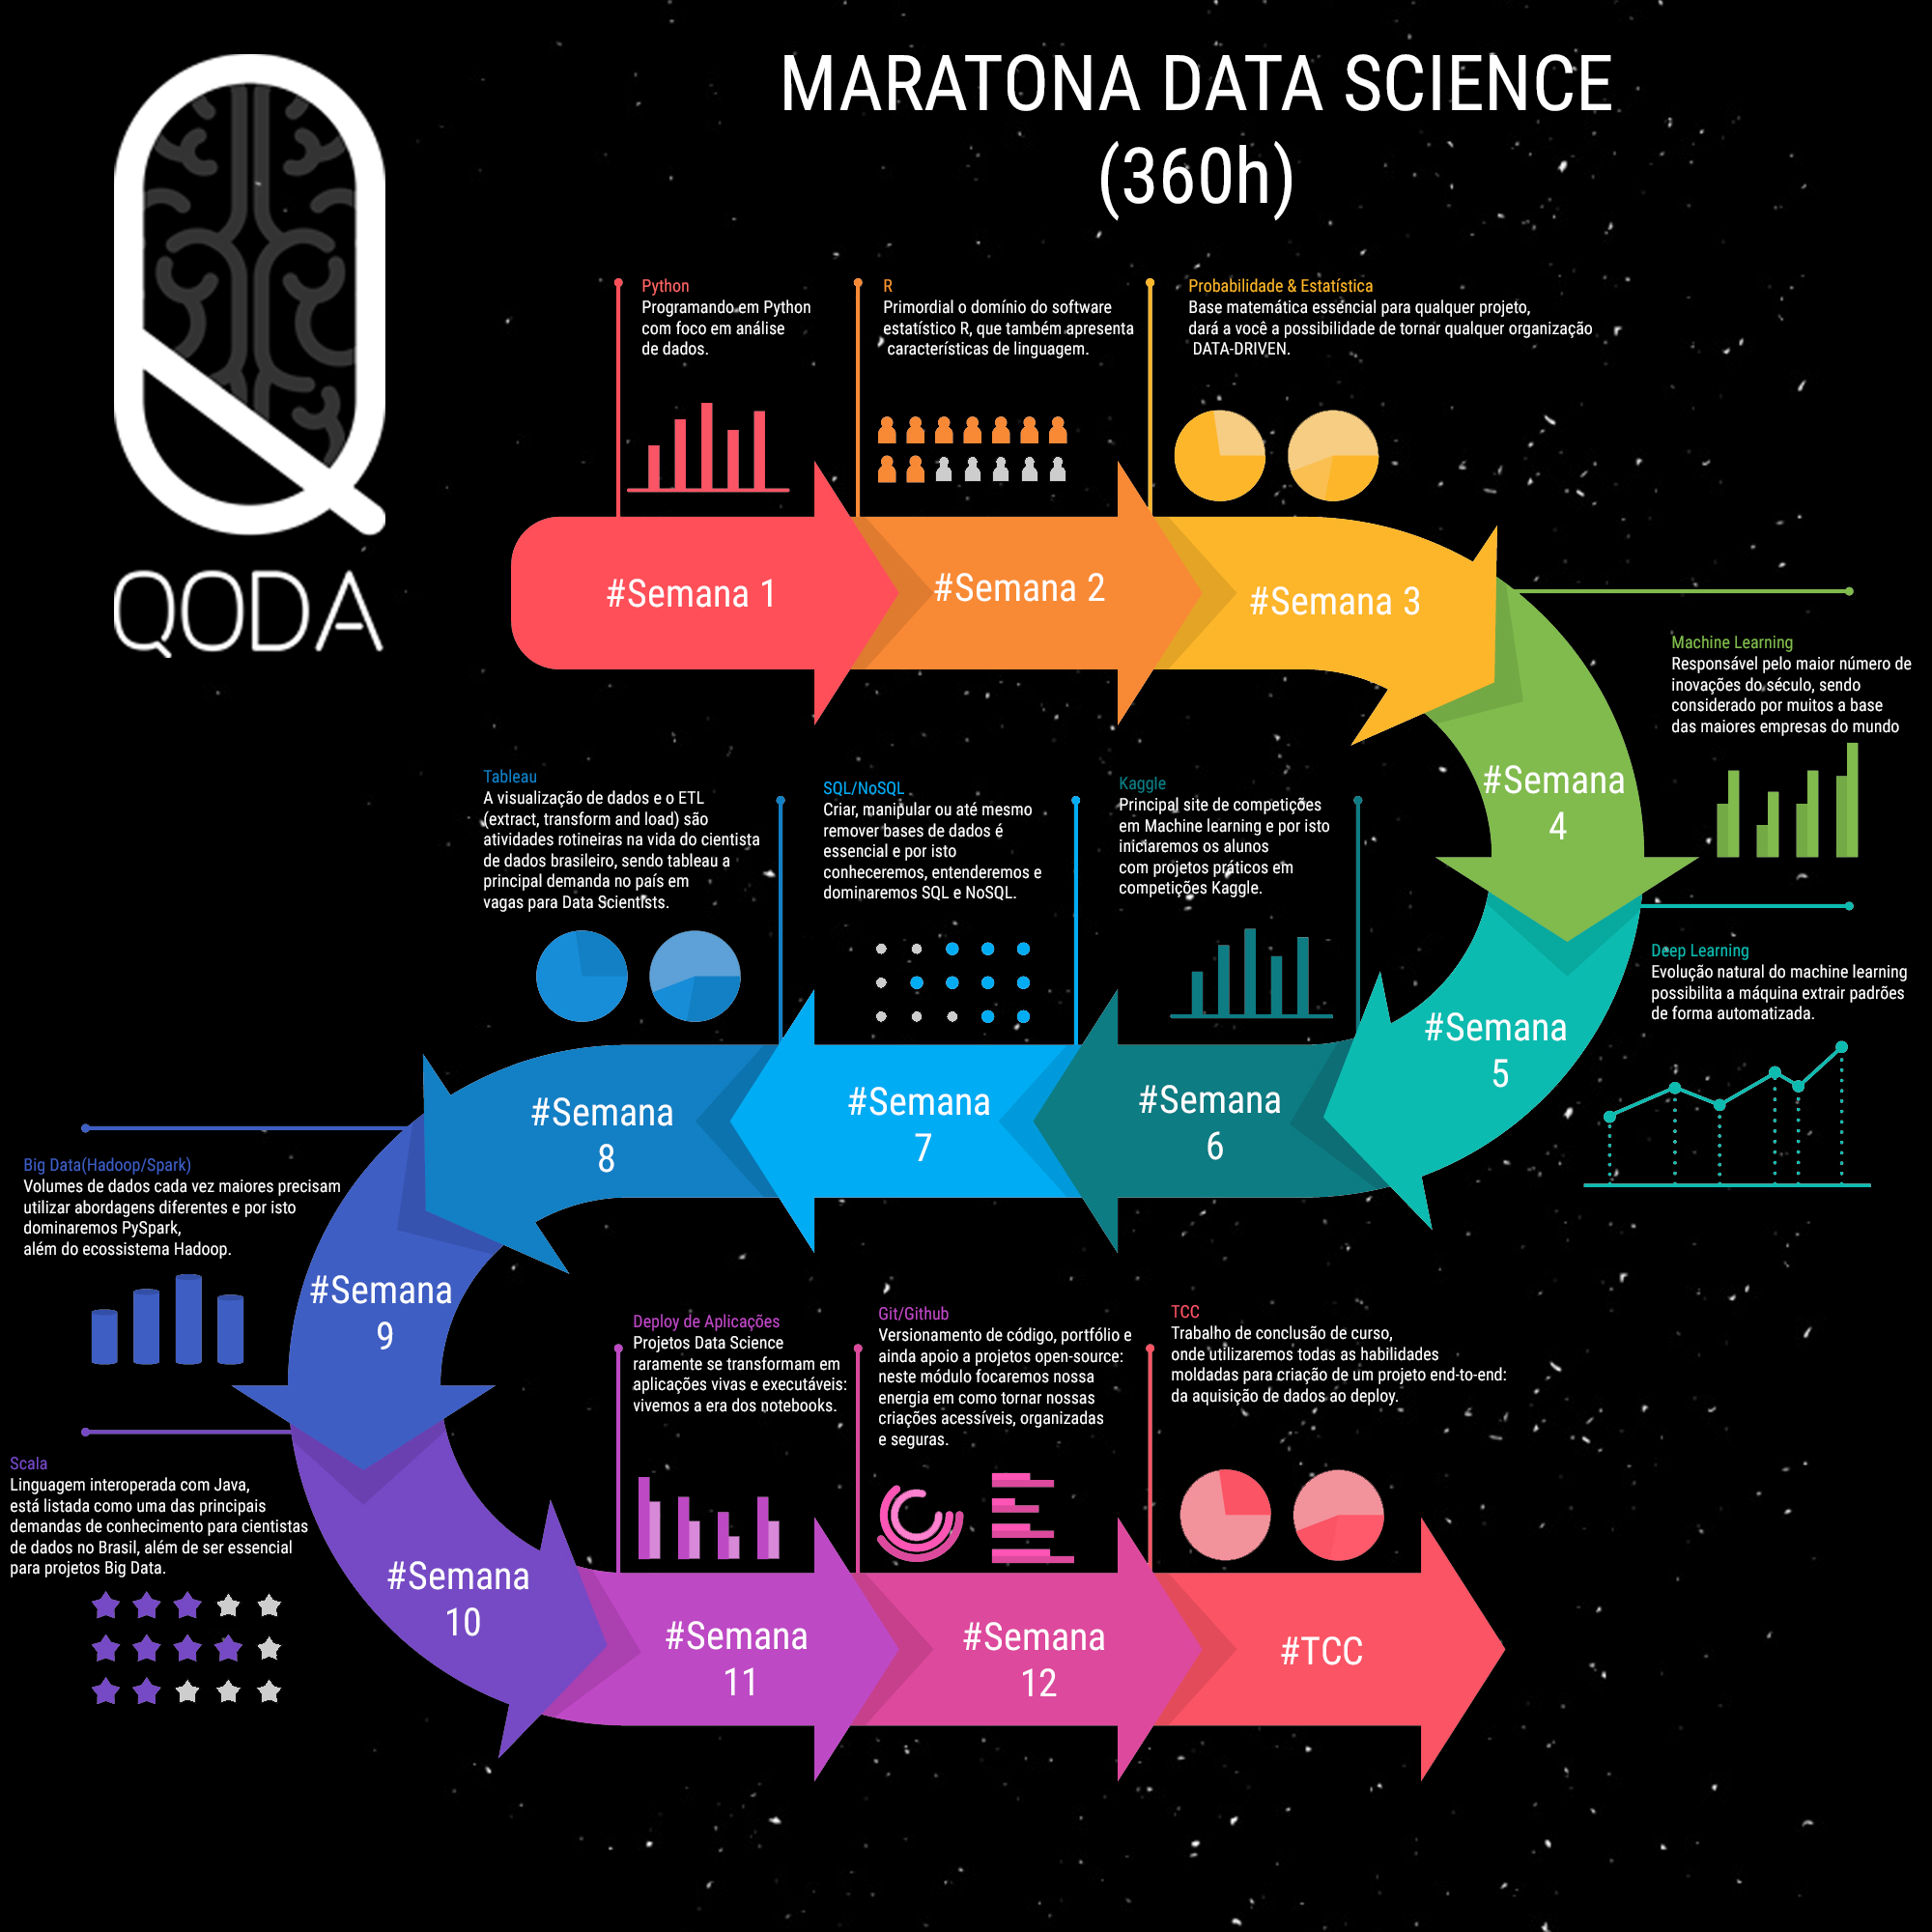 MARATONA DATA SCIENCE
(360h)
QODA
Python
Programando em Python
com foco em análise
de dados.
R
Primordial o domínio do software
estatístico R, que também apresenta
características de linguagem.
Probabilidade & Estatística
Base matemática essencial para qualquer projeto,
dará a você a possibilidade de tornar qualquer organização
DATA-DRIVEN.
#Semana 1
#Semana 2
#Semana 3
Machine Learning
Responsável pelo maior número de
inovações do século, sendo
considerado por muitos a base
das maiores empresas do mundo
#Semana
4
Deep Learning
Evolução natural do machine learning
possibilita a máquina extrair padrões
de forma automatizada.
#Semana
5
Kaggle
Principal site de competições
em Machine learning e por isto
iniciaremos os alunos
com projetos práticos em
competições Kaggle.
#Semana
6
SQL/NoSQL
Criar, manipular ou até mesmo
remover bases de dados é
essencial e por isto
conheceremos, entenderemos e
dominaremos SQL e NoSQL.
#Semana
7
Tableau
A visualização de dados e o ETL
(extract, transform and load) são
atividades rotineiras na vida do cientista
de dados brasileiro, sendo tableau a
principal demanda no país em
vagas para Data Scientists.
#Semana
8
Big Data(Hadoop/Spark)
Volumes de dados cada vez maiores precisam
utilizar abordagens diferentes e por isto
dominaremos PySpark,
além do ecossistema Hadoop.
#Semana
9
Scala
Linguagem interoperada com Java,
está listada como uma das principais
demandas de conhecimento para cientistas
de dados no Brasil, além de ser essencial
para projetos Big Data.
#Semana
10
Deploy de Aplicações
Projetos Data Science
raramente se transformam em
aplicações vivas e executáveis:
vivemos a era dos notebooks.
#Semana
11
Git/Github
Versionamento de código, portfólio e
ainda apoio a projetos open-source:
neste módulo focaremos nossa
energia em como tornar nossas
criações acessíveis, organizadas
e seguras.
#Semana
12
TCC
Trabalho de conclusão de curso,
onde utilizaremos todas as habilidades
moldadas para criação de um projeto end-to-end:
da aquisição de dados ao deploy.
#TCC